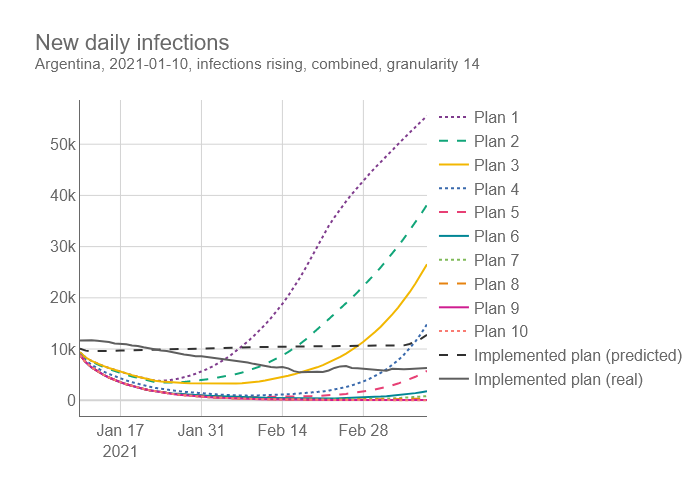 New daily infections
Argentina, 2021-01-10, infections rising, combined, granularity 14
50k
40k
30k
20k
10k
0
Jan 17
2021
Jan 31
Feb 14
Feb 28
Plan 1
Plan 2
Plan 3
Plan 4
Plan 5
Plan 6
Plan 7
Plan 8
Plan 9
Plan 10
Implemented plan (predicted)
Implemented plan (real)